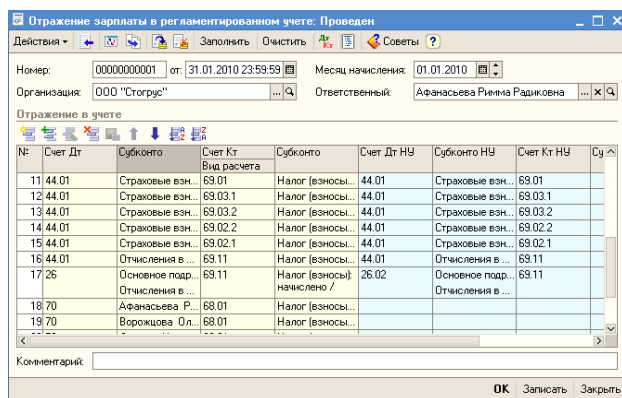 Отражение зарплаты в регламентированном учете: Проведен
Действия Заполнить Очистить Дт Кт Советы ?
Номер: 00000000001 от: 31.01.2010 23:59:59 Месяц начисления: 01.01.2010
Организация: ООО "Сторгус" ... Ответственный: Афанасьева Римма Радиковна ...
Отражение в учете
№ Счет Дт Субконто Счет Кт Субконто Счет Дт НУ Субконто НУ Счет Кт НУ Су
Вид расчета
11 44.01 Страховые взн... 69.01 Налог (взносы... 44.01 Страховые взн... 69.01
12 44.01 Страховые взн... 69.03.1 Налог (взносы... 44.01 Страховые взн... 69.03.1
13 44.01 Страховые взн... 69.03.2 Налог (взносы... 44.01 Страховые взн... 69.03.2
14 44.01 Страховые взн... 69.02.2 Налог (взносы... 44.01 Страховые взн... 69.02.2
15 44.01 Страховые взн... 69.02.1 Налог (взносы... 44.01 Страховые взн... 69.02.1
16 44.01 Отчисления в ... 69.11 Налог (взносы... 44.01 Отчисления в ... 69.11
17 26 Основное подр... 69.11 Налог (взносы): 26.02 Основное подр... 69.11
Отчисления в ... начислено / Отчисления в ...
18 70 Афанасьева Р... 68.01 Налог (взносы...
19 70 Ворожцова Ол... 68.01 Налог (взносы...
Комментарий:
OK Записать Закрыть